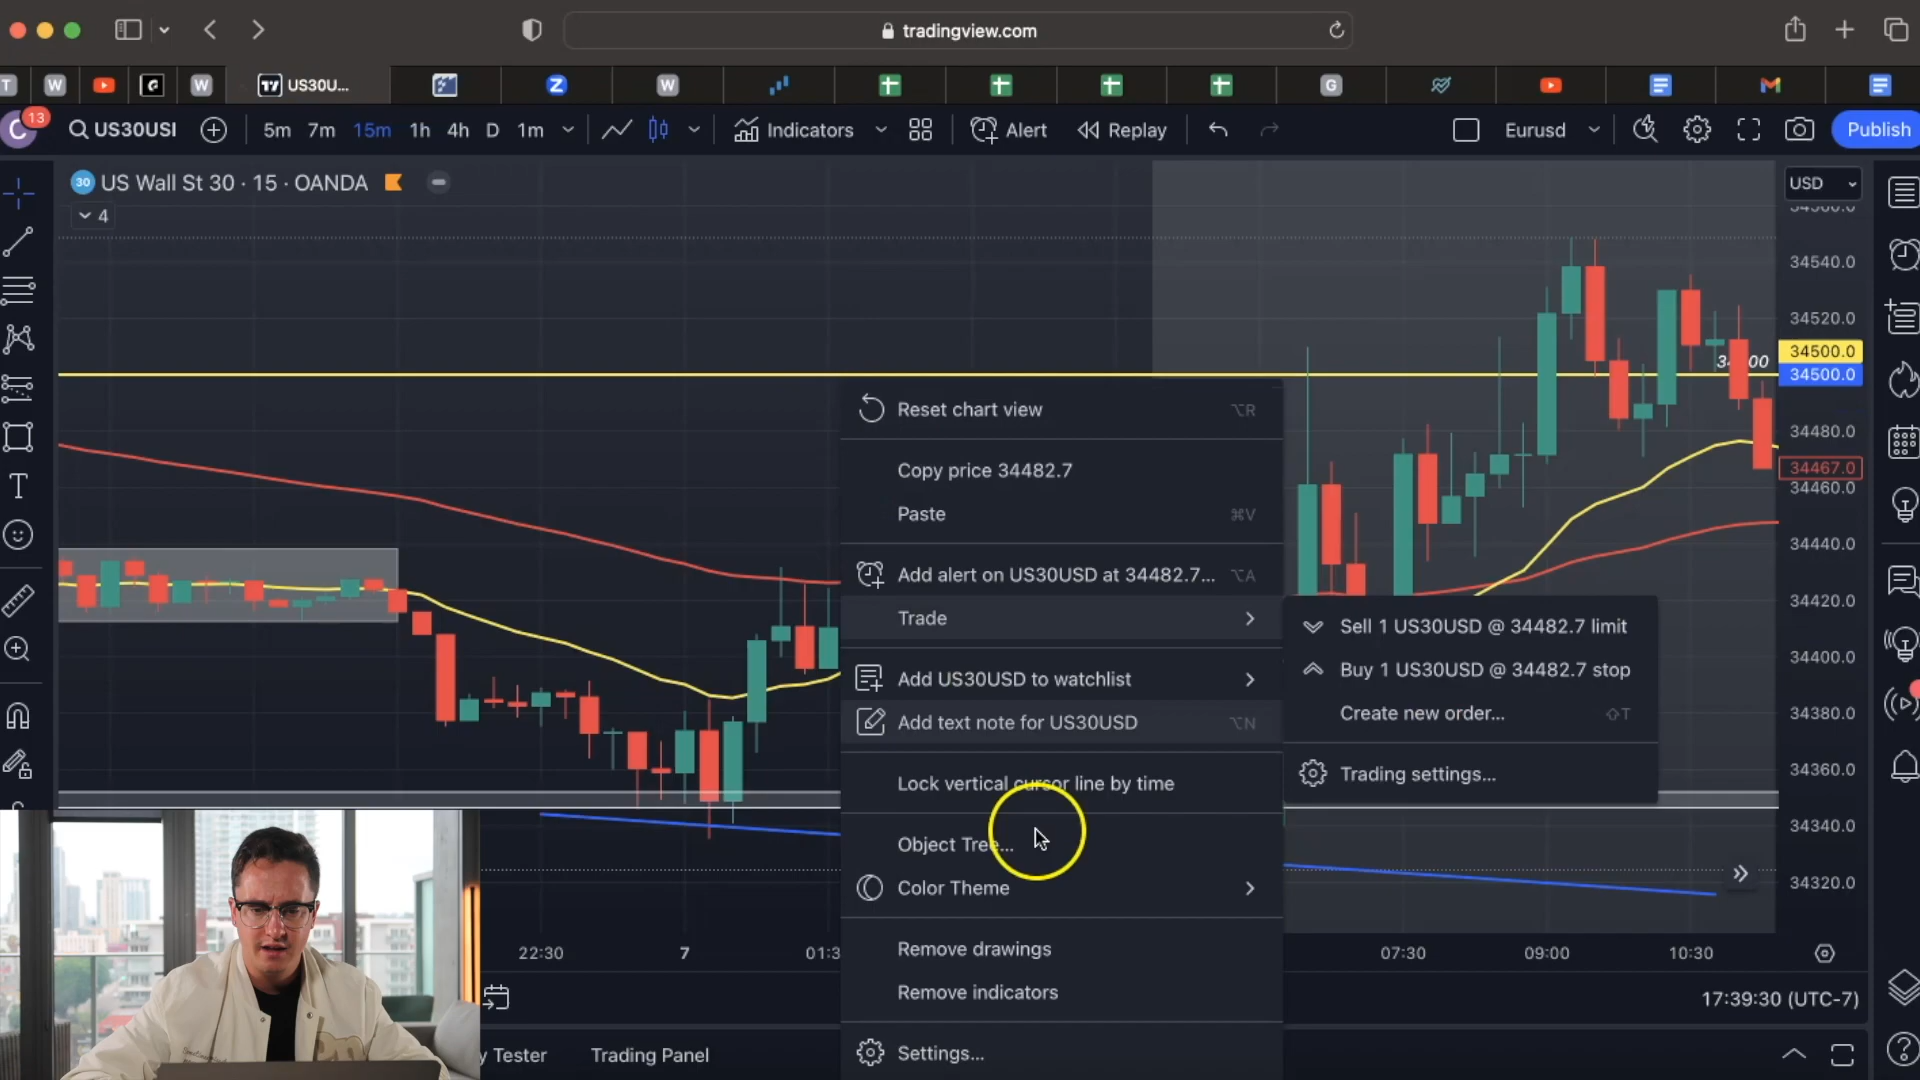 tradingview.com
T
W
W
US30U...
Z
W
G
C
13
US30USI
5m
7m
15m
1h
4h
D
1m
Indicators
Alert
Replay
Eurusd
Publish
30
US Wall St 30 · 15 · OANDA
4
USD
34540.0
34520.0
34500.0
34500.0
34480.0
34467.0
34460.0
34440.0
34420.0
34400.0
34380.0
34360.0
34340.0
34320.0
Reset chart view ⌥R
Copy price 34482.7
Paste ⌘V
Add alert on US30USD at 34482.7... ⌥A
Trade
Add US30USD to watchlist
Add text note for US30USD ⌥N
Lock vertical cursor line by time
Object Tree...
Color Theme
Remove drawings
Remove indicators
Settings...
Sell 1 US30USD @ 34482.7 limit
Buy 1 US30USD @ 34482.7 stop
Create new order... ⇧T
Trading settings...
22:30
7
01:3
07:30
09:00
10:30
17:39:30 (UTC-7)
y Tester
Trading Panel